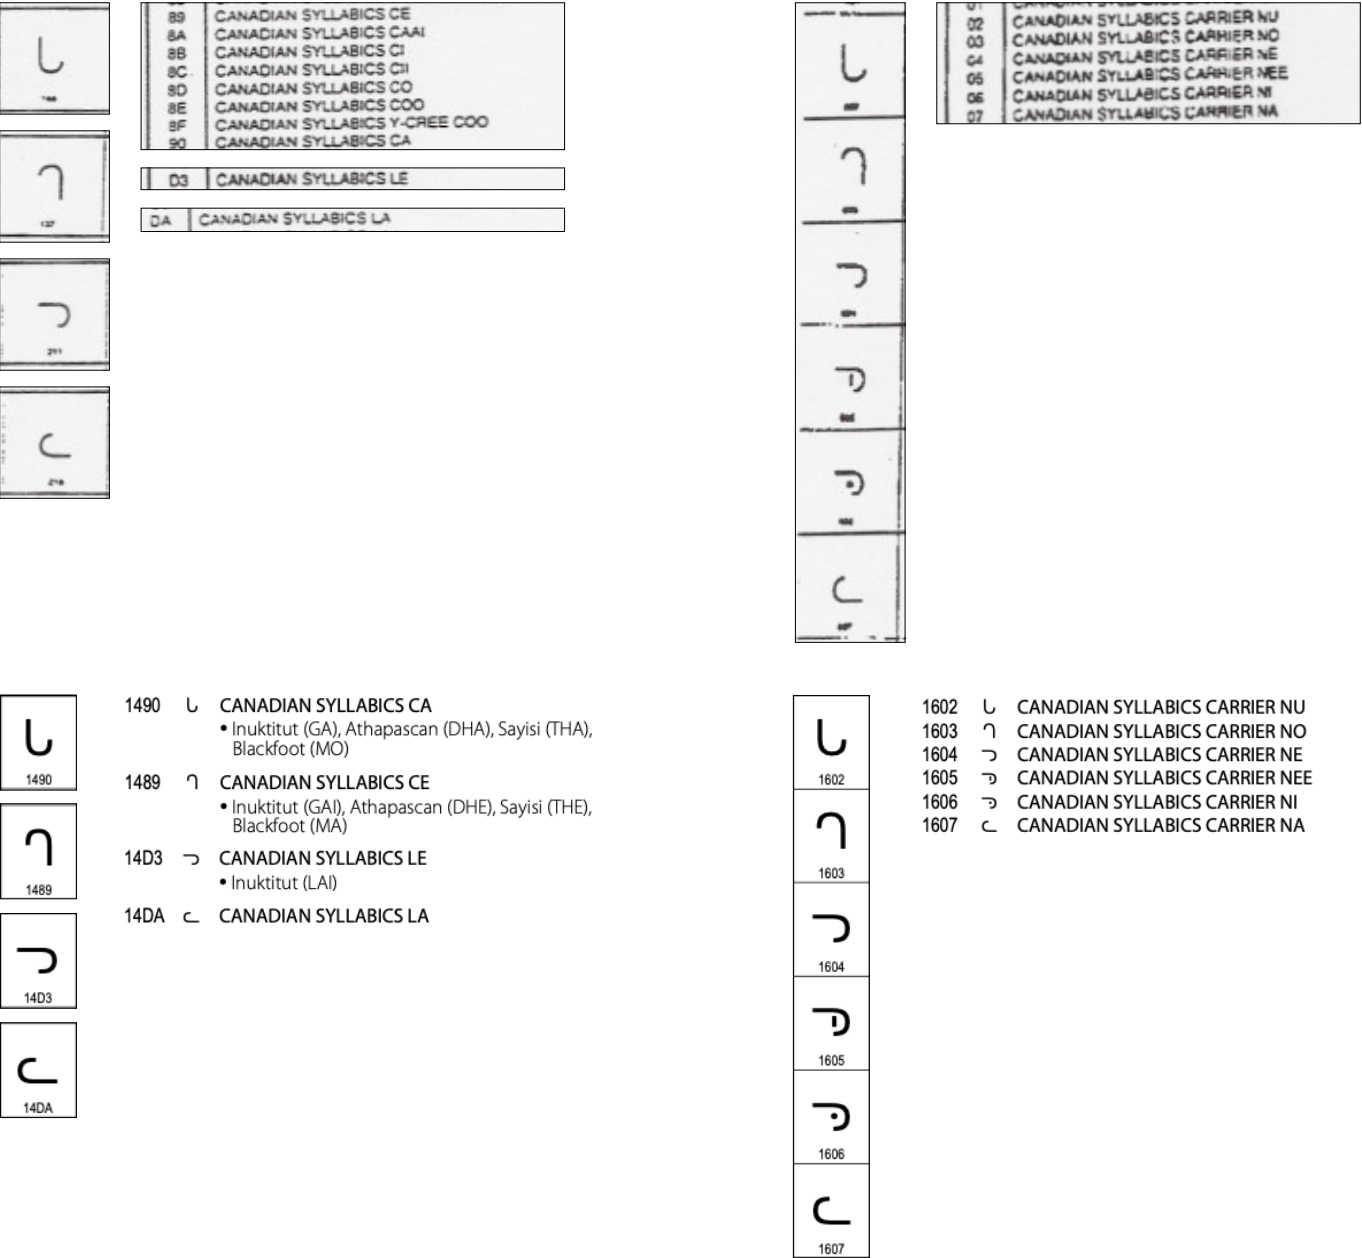 89 CANADIAN SYLLABICS CE
8A CANADIAN SYLLABICS CAAI
8B CANADIAN SYLLABICS CI
8C CANADIAN SYLLABICS CII
8D CANADIAN SYLLABICS CO
8E CANADIAN SYLLABICS COO
8F CANADIAN SYLLABICS Y-CREE COO
90 CANADIAN SYLLABICS CA
D3 CANADIAN SYLLABICS LE
DA CANADIAN SYLLABICS LA
ᒐ
ᒉ
137
ᓓ
211
ᓚ
218
02 CANADIAN SYLLABICS CARRIER NU
03 CANADIAN SYLLABICS CARRIER NO
04 CANADIAN SYLLABICS CARRIER NE
05 CANADIAN SYLLABICS CARRIER NEE
06 CANADIAN SYLLABICS CARRIER NI
07 CANADIAN SYLLABICS CARRIER NA
ᘂ
ᘃ
ᘄ
ᘅ
ᘆ
ᘇ
ᒐ
1490
ᒉ
1489
ᓓ
14D3
ᓚ
14DA
1490 ᒐ CANADIAN SYLLABICS CA
• Inuktitut (GA), Athapascan (DHA), Sayisi (THA),
Blackfoot (MO)
1489 ᒉ CANADIAN SYLLABICS CE
• Inuktitut (GAI), Athapascan (DHE), Sayisi (THE),
Blackfoot (MA)
14D3 ᓓ CANADIAN SYLLABICS LE
• Inuktitut (LAI)
14DA ᓚ CANADIAN SYLLABICS LA
ᘂ
1602
ᘃ
1603
ᘄ
1604
ᘅ
1605
ᘆ
1606
ᘇ
1607
1602 ᘂ CANADIAN SYLLABICS CARRIER NU
1603 ᘃ CANADIAN SYLLABICS CARRIER NO
1604 ᘄ CANADIAN SYLLABICS CARRIER NE
1605 ᘅ CANADIAN SYLLABICS CARRIER NEE
1606 ᘆ CANADIAN SYLLABICS CARRIER NI
1607 ᘇ CANADIAN SYLLABICS CARRIER NA